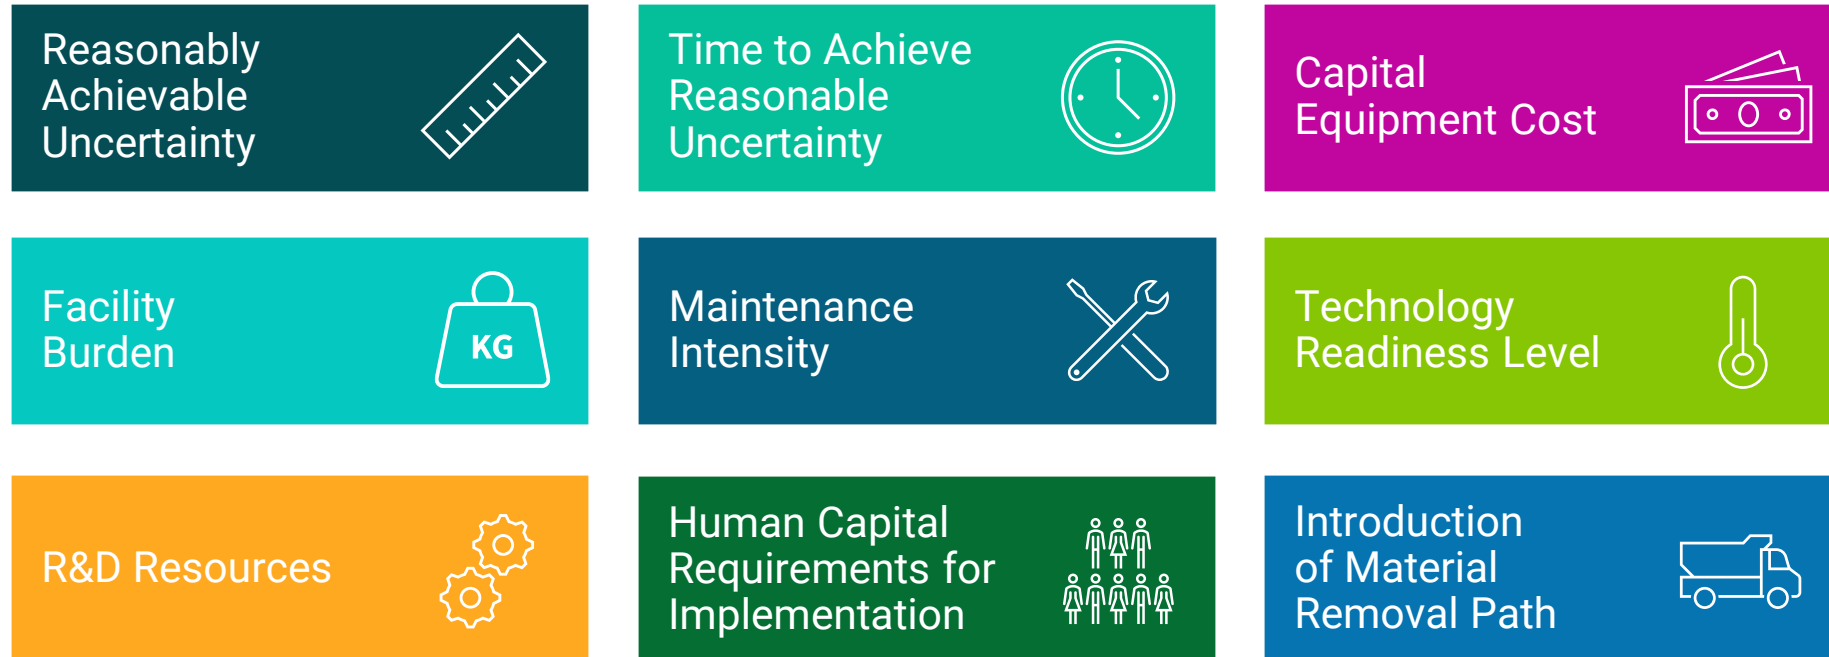 Reasonably
Achievable
Uncertainty
Time to Achieve
Reasonable
Uncertainty
Capital
Equipment Cost
Facility
Burden
KG
Maintenance
Intensity
Technology
Readiness Level
R&D Resources
Human Capital
Requirements for
Implementation
Introduction
of Material
Removal Path